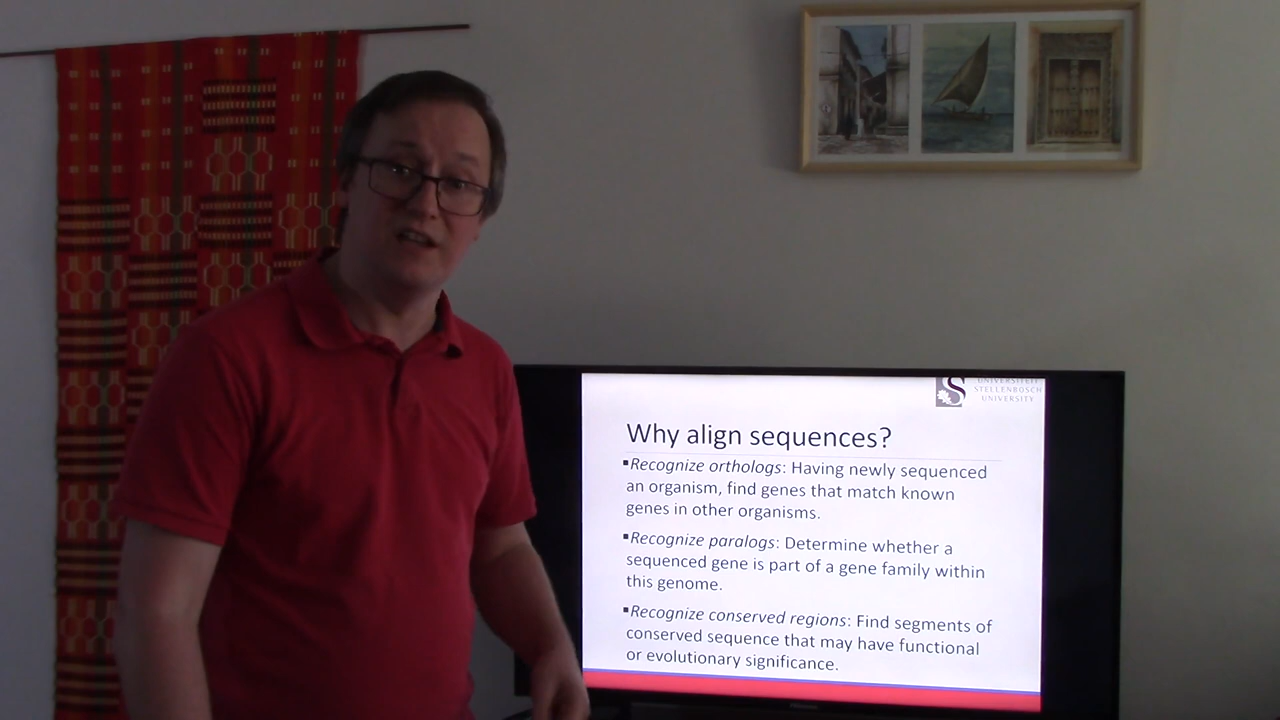 UNIVERSITEIT
STELLENBOSCH
UNIVERSITY
Why align sequences?
▪Recognize orthologs: Having newly sequenced
an organism, find genes that match known
genes in other organisms.
▪Recognize paralogs: Determine whether a
sequenced gene is part of a gene family within
this genome.
▪Recognize conserved regions: Find segments of
conserved sequence that may have functional
or evolutionary significance.